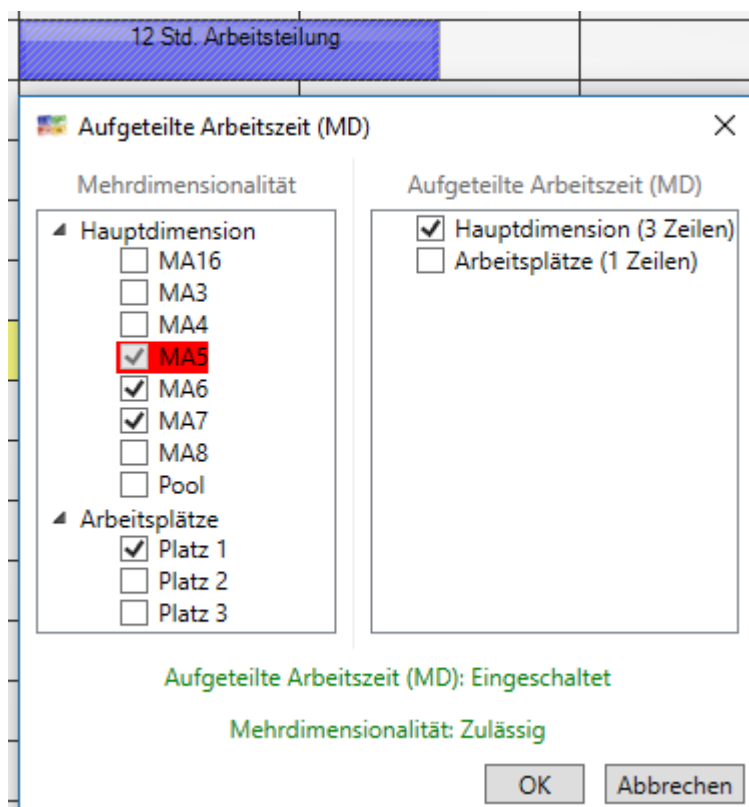 12 Std. Arbeitsteilung
Aufgeteilte Arbeitszeit (MD)
Mehrdimensionalität
Hauptdimension
MA16
MA3
MA4
MA5
MA6
MA7
MA8
Pool
Arbeitsplätze
Platz 1
Platz 2
Platz 3
Aufgeteilte Arbeitszeit (MD)
Hauptdimension (3 Zeilen)
Arbeitsplätze (1 Zeilen)
Aufgeteilte Arbeitszeit (MD): Eingeschaltet
Mehrdimensionalität: Zulässig
OK
Abbrechen